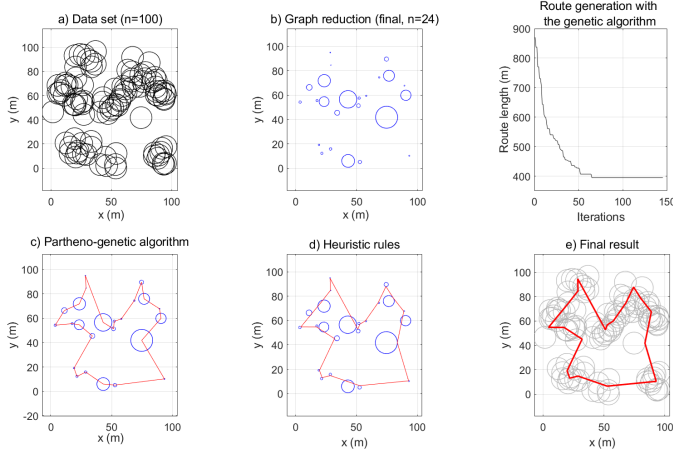 a) Data set (n=100)
100
80
60
40
20
0
0
50
100
x (m)
y (m)
b) Graph reduction (final, n=24)
100
80
60
40
20
0
0
50
100
x (m)
y (m)
Route generation with
the genetic algorithm
900
800
700
600
500
400
0
50
100
150
Iterations
Route length (m)
c) Partheno-genetic algorithm
100
80
60
40
20
0
-20
0
50
100
x (m)
y (m)
d) Heuristic rules
100
80
60
40
20
0
0
50
100
x (m)
y (m)
e) Final result
100
80
60
40
20
0
0
50
100
x (m)
y (m)